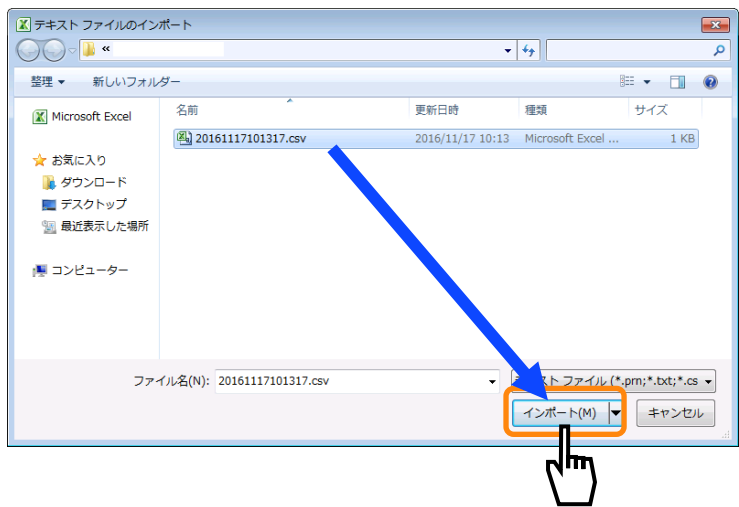 テキスト ファイルのインポート
«
整理 新しいフォルダー
Microsoft Excel
お気に入り
ダウンロード
デスクトップ
最近表示した場所
コンピューター
名前 更新日時 種類 サイズ
20161117101317.csv 2016/11/17 10:13 Microsoft Excel ... 1 KB
ファイル名(N): 20161117101317.csv
スト ファイル (*.prn;*.txt;*.cs
インポート(M) キャンセル